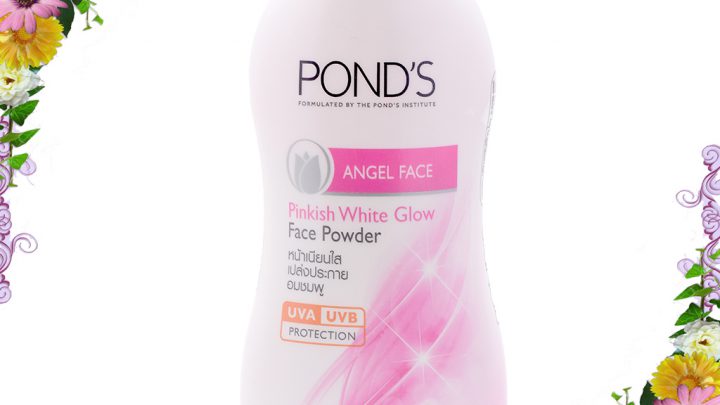 POND'S
FORMULATED BY THE POND'S INSTITUTE
ANGEL FACE
Pinkish White Glow
Face Powder
หน้าเนียนใส
เปล่งประกาย
อมชมพู
UVA UVB
PROTECTION